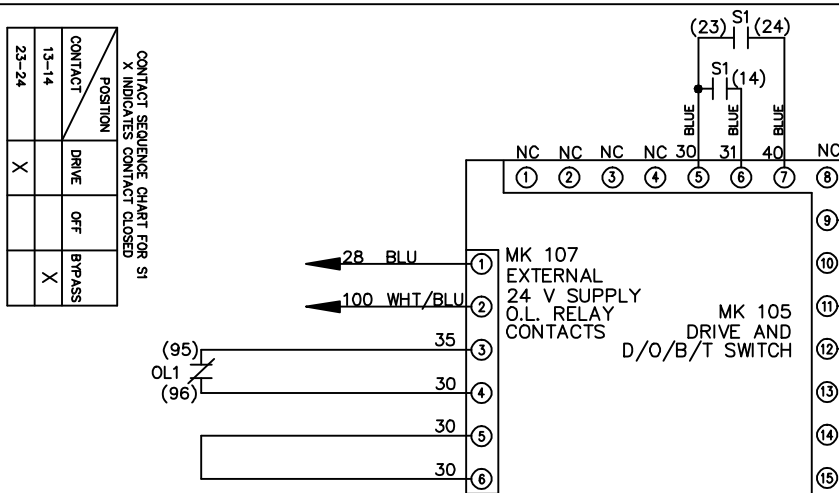 CONTACT SEQUENCE CHART FOR S1
X INDICATES CONTACT CLOSED
POSITION
CONTACT
DRIVE
OFF
BYPASS
13-14
X
23-24
X
(23) S1 (24)
S1 (14)
BLUE BLUE BLUE
NC NC NC NC 30 31 40 NC
1 2 3 4 5 6 7 8
9
10
11
12
13
14
15
28 BLU 1
100 WHT/BLU 2
35 3
30 4
30 5
30 6
(95)
OL1
(96)
MK 107
EXTERNAL
24 V SUPPLY
O.L. RELAY
CONTACTS
MK 105
DRIVE AND
D/O/B/T SWITCH